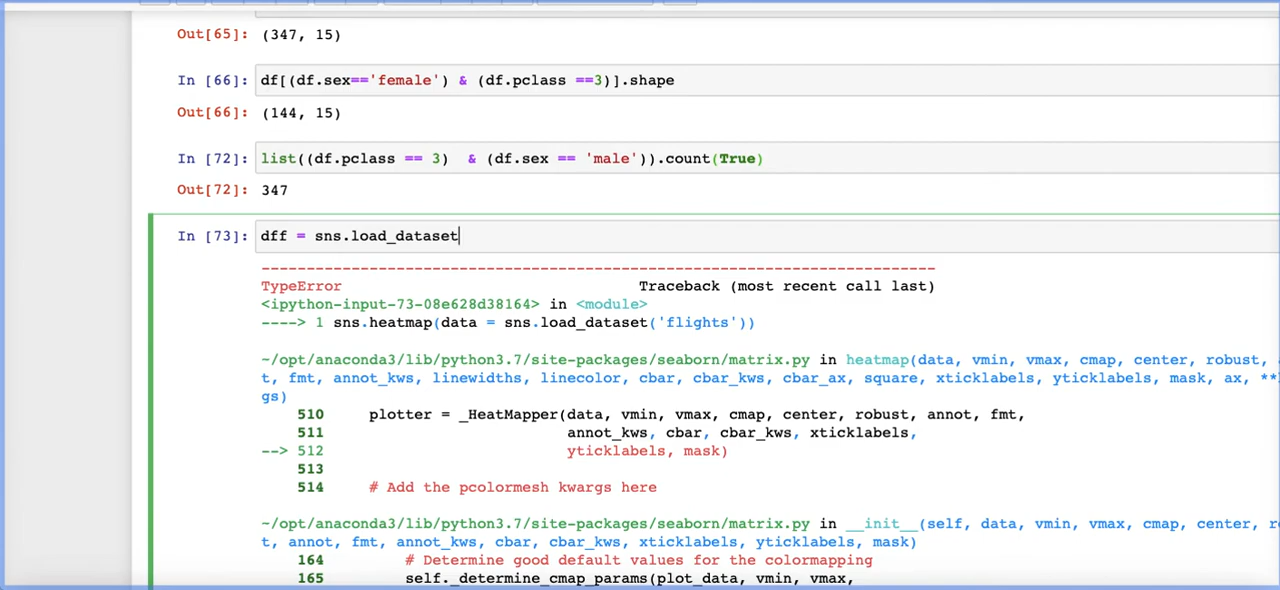 Out[65]: (347, 15)
In [66]: df[(df.sex=='female') & (df.pclass ==3)].shape
Out[66]: (144, 15)
In [72]: list((df.pclass == 3)  & (df.sex == 'male')).count(True)
Out[72]: 347
In [73]: dff = sns.load_dataset
---------------------------------------------------------------------------
TypeError                                 Traceback (most recent call last)
<ipython-input-73-08e628d38164> in <module>
----> 1 sns.heatmap(data = sns.load_dataset('flights'))
~/opt/anaconda3/lib/python3.7/site-packages/seaborn/matrix.py in heatmap(data, vmin, vmax, cmap, center, robust,
t, fmt, annot_kws, linewidths, linecolor, cbar, cbar_kws, cbar_ax, square, xticklabels, yticklabels, mask, ax,
gs)
    510     plotter = _HeatMapper(data, vmin, vmax, cmap, center, robust, annot, fmt,
    511                           annot_kws, cbar, cbar_kws, xticklabels,
--> 512                           yticklabels, mask)
    513
    514     # Add the pcolormesh kwargs here
~/opt/anaconda3/lib/python3.7/site-packages/seaborn/matrix.py in __init__(self, data, vmin, vmax, cmap, center,
t, annot, fmt, annot_kws, cbar, cbar_kws, xticklabels, yticklabels, mask)
    164         # Determine good default values for the colormapping
    165         self._determine_cmap_params(plot_data, vmin, vmax,